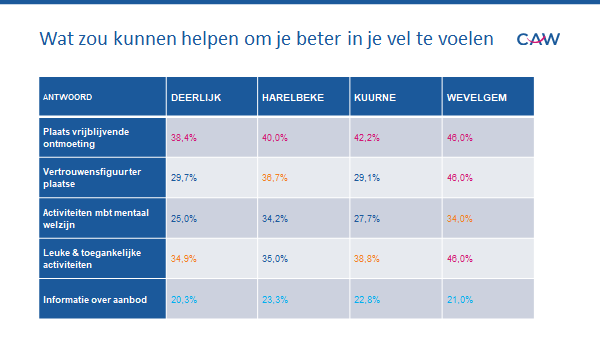 Wat zou kunnen helpen om je beter in je vel te voelen
CAW
ANTWOORD DEERLIJK HARELBEKE KUURNE WEVELGEM
Plaats vrijblijvende
ontmoeting
38,4% 40,0% 42,2% 46,0%
Vertrouwensfiguur ter
plaatse
29,7% 36,7% 29,1% 46,0%
Activiteiten mbt mentaal
welzijn
25,0% 34,2% 27,7% 34,0%
Leuke & toegankelijke
activiteiten
34,9% 35,0% 38,8% 46,0%
Informatie over aanbod 20,3% 23,3% 22,8% 21,0%